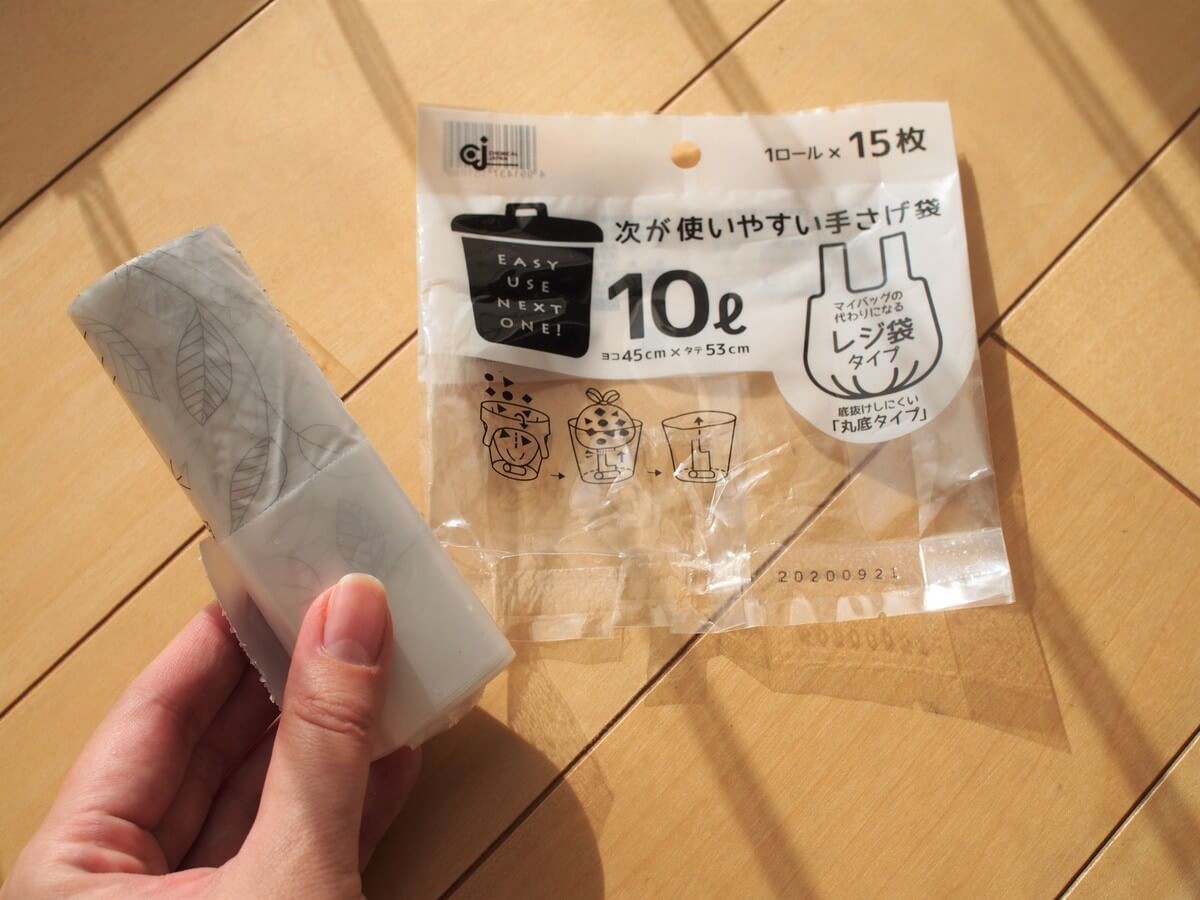 cj CHEMICAL JAPAN
1ロール×15枚
次が使いやすい手さげ袋
EASY
USE
NEXT
ONE!
10ℓ
ヨコ45cm×タテ53cm
マイバッグの
代わりになる
レジ袋
タイプ
底抜けしにくい
「丸底タイプ」
20200921